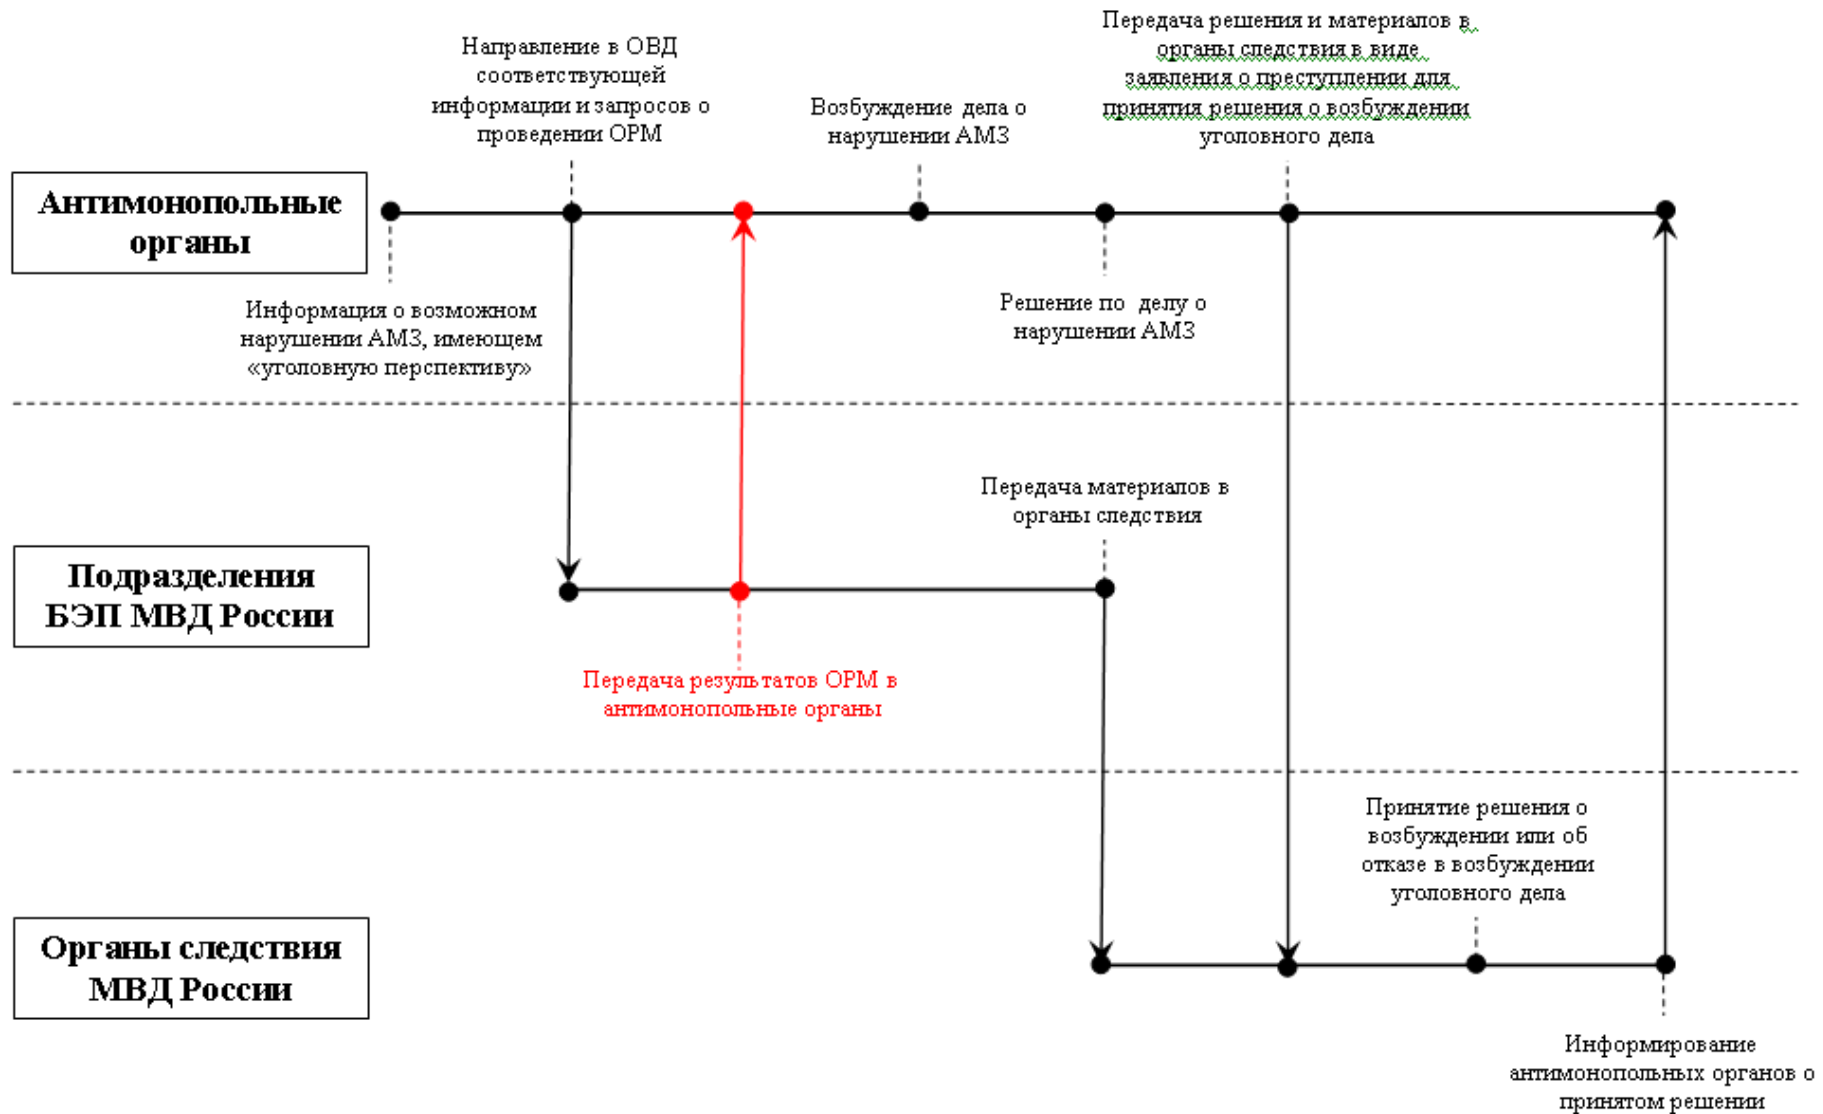 Передача решения и материалов в
органы следствия в виде
заявления о преступлении для
принятия решения о возбуждении
уголовного дела
Направление в ОВД
соответствующей
информации и запросов о
проведении ОРМ
Возбуждение дела о
нарушении АМЗ
Антимонопольные
органы
Информация о возможном
нарушении АМЗ, имеющем
«уголовную перспективу»
Решение по делу о
нарушении АМЗ
Передача материалов в
органы следствия
Подразделения
БЭП МВД России
Передача результатов ОРМ в
антимонопольные органы
Принятие решения о
возбуждении или об
отказе в возбуждении
уголовного дела
Органы следствия
МВД России
Информирование
антимонопольных органов о
принятом решении